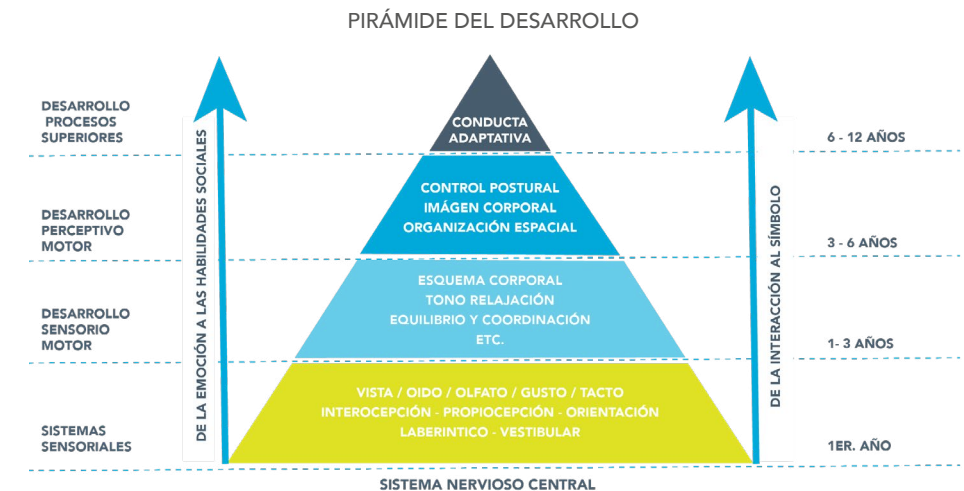 PIRÁMIDE DEL DESARROLLO
DESARROLLO
PROCESOS
SUPERIORES
CONDUCTA
ADAPTATIVA
6 - 12 AÑOS
DESARROLLO
PERCEPTIVO
MOTOR
CONTROL POSTURAL
IMÁGEN CORPORAL
ORGANIZACIÓN ESPACIAL
3 - 6 AÑOS
DESARROLLO
SENSORIO
MOTOR
ESQUEMA CORPORAL
TONO RELAJACIÓN
EQUILIBRIO Y COORDINACIÓN
ETC.
1- 3 AÑOS
SISTEMAS
SENSORIALES
VISTA / OIDO / OLFATO / GUSTO / TACTO
INTEROCEPCIÓN - PROPIOCEPCIÓN - ORIENTACIÓN
LABERINTICO - VESTIBULAR
1ER. AÑO
DE LA EMOCIÓN A LAS HABILIDADES SOCIALES
DE LA INTERACCIÓN AL SÍMBOLO
SISTEMA NERVIOSO CENTRAL